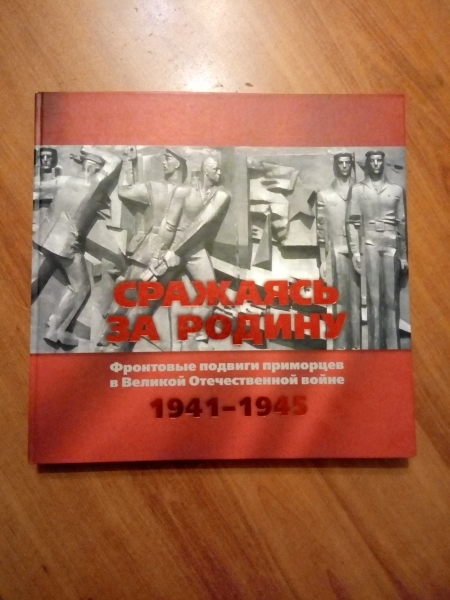 СРАЖАЯСЬ
ЗА РОДИНУ
Фронтовые подвиги приморцев
в Великой Отечественной войне
1941–1945